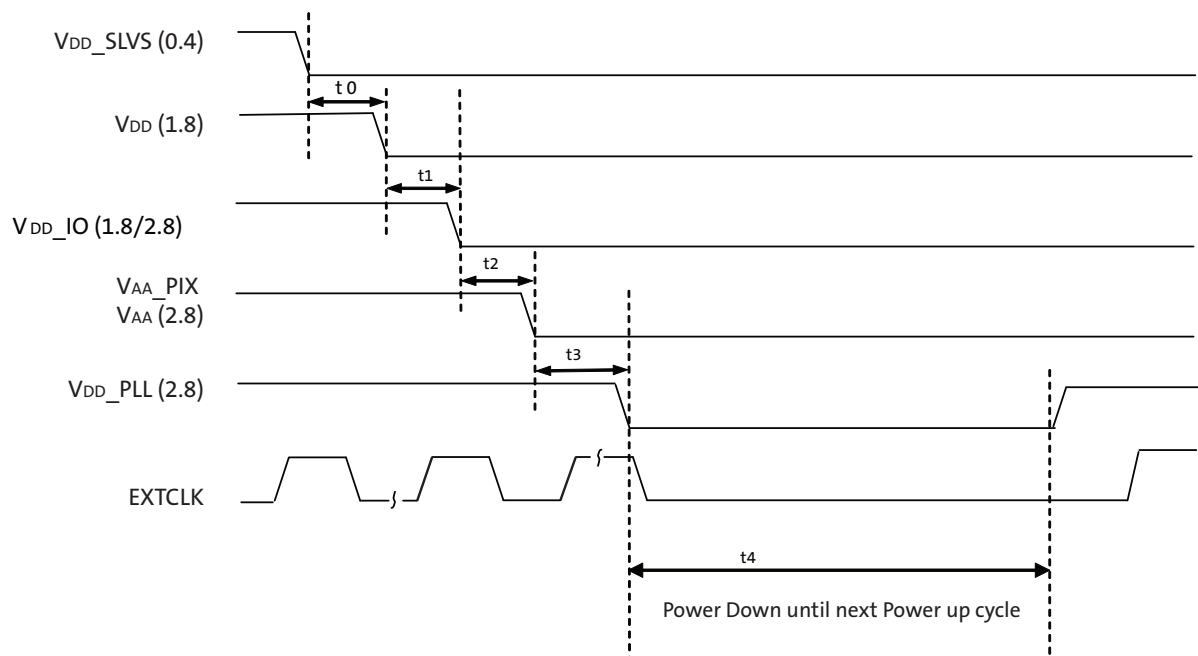 VDD_SLVS (0.4)
t0
VDD (1.8)
t1
VDD_IO (1.8/2.8)
t2
VAA_PIX
VAA (2.8)
t3
VDD_PLL (2.8)
EXTCLK
t4
Power Down until next Power up cycle